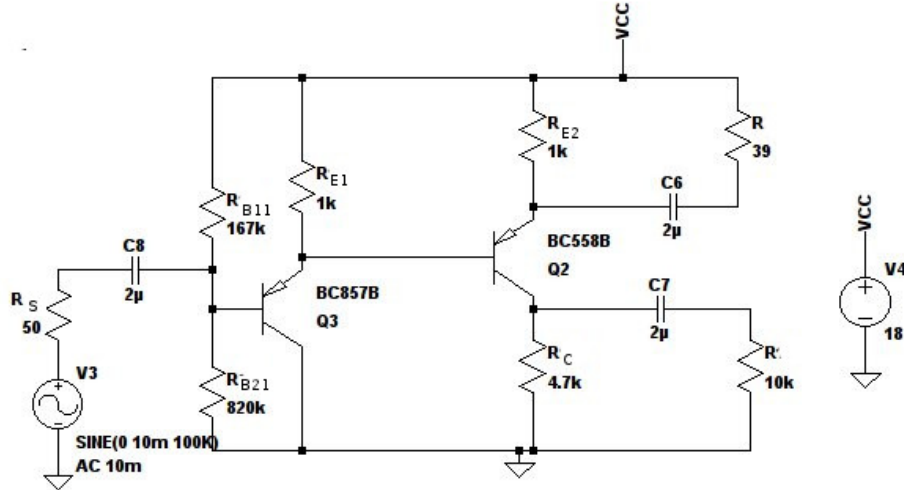 VCC
R E2
1k
R
39
R E1
1k
C6
2µ
R B11
167k
C8
2µ
BC558B
Q2
VCC
V4
18
R S
50
BC857B
Q3
C7
2µ
V3
R B21
820k
R C
4.7k
R
10k
SINE(0 10m 100K)
AC 10m